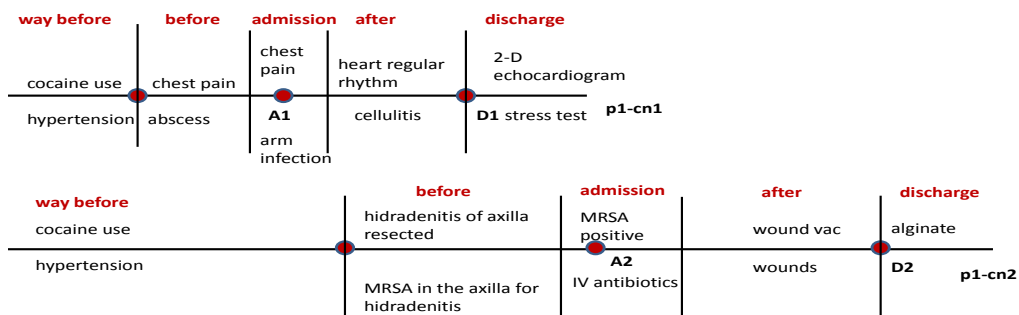 way before before admission after discharge
chest pain
2-D echocardiogram
heart regular rhythm
cocaine use chest pain
hypertension abscess A1 cellulitis D1 stress test p1-cn1
arm infection
before admission after discharge
way before
hidradenitis of axilla resected
MRSA positive
cocaine use wound vac alginate
hypertension A2 wounds D2 p1-cn2
IV antibiotics
MRSA in the axilla for hidradenitis